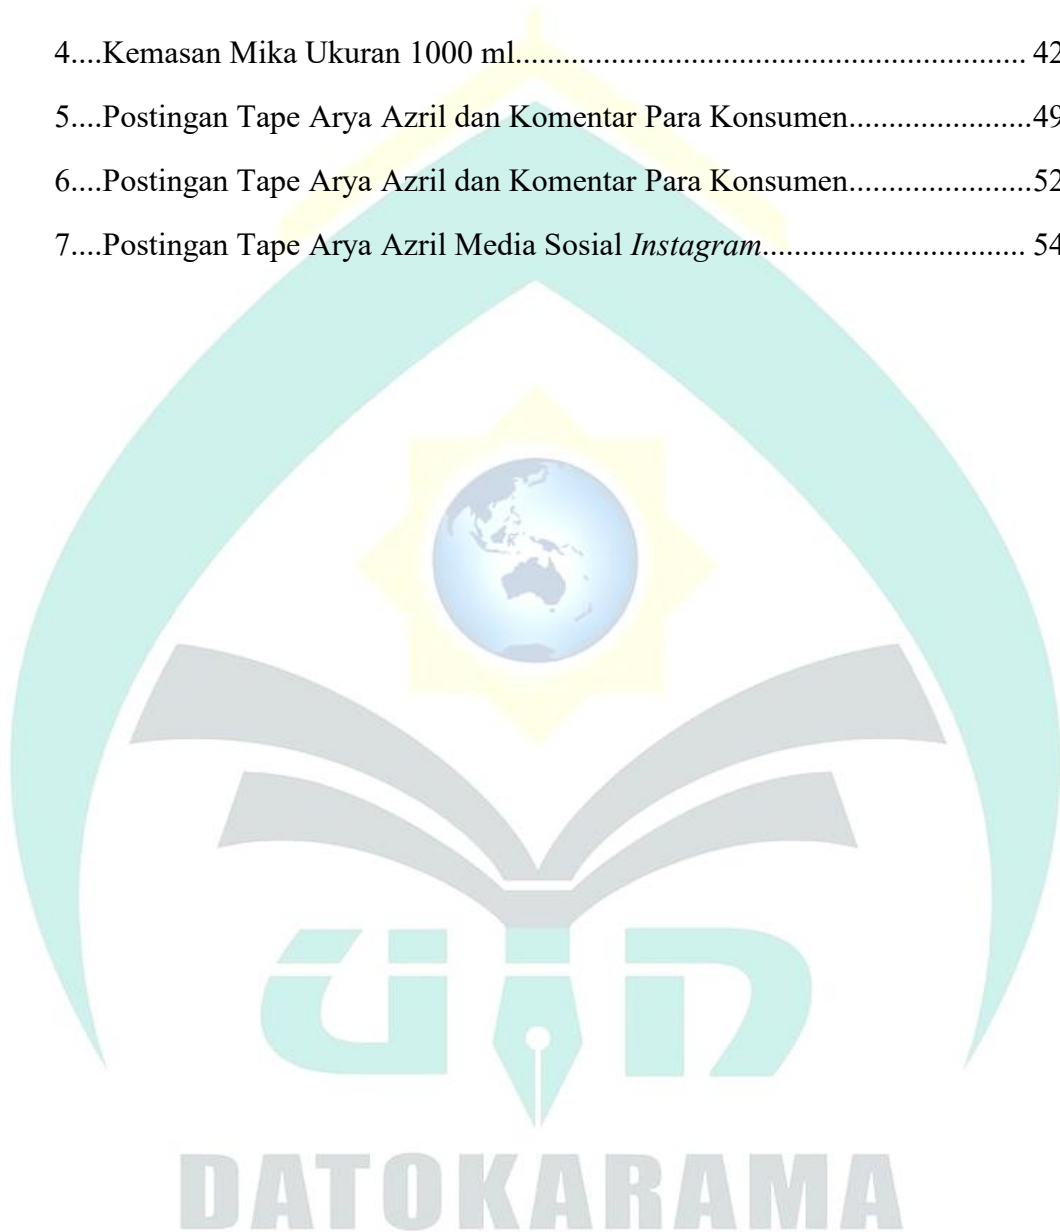 4....Kemasan Mika Ukuran 1000 ml................................................................ 42
5....Postingan Tape Arya Azril dan Komentar Para Konsumen.......................49
6....Postingan Tape Arya Azril dan Komentar Para Konsumen.......................52
7....Postingan Tape Arya Azril Media Sosial Instagram................................. 54
UIN
DATOKARAMA